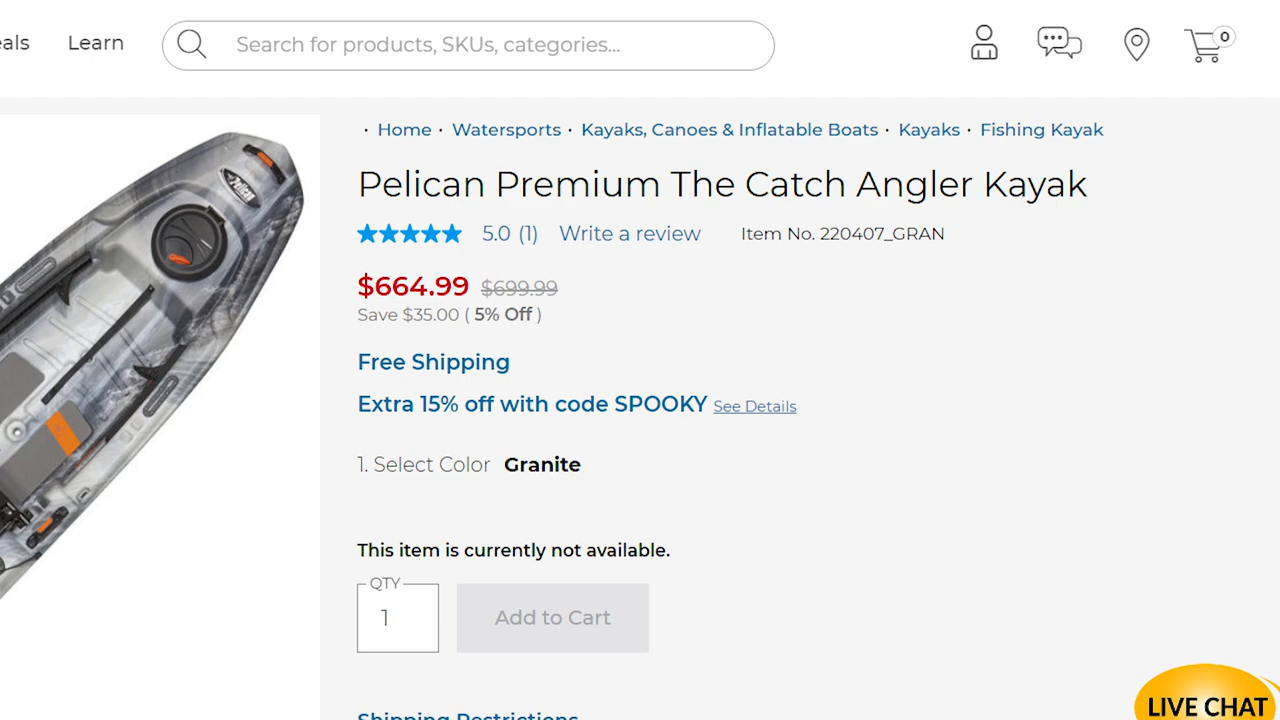 Learn
Search for products, SKUs, categories...
0
· Home · Watersports · Kayaks, Canoes & Inflatable Boats · Kayaks · Fishing Kayak
Pelican
Pelican Premium The Catch Angler Kayak
5.0 (1) Write a review Item No. 220407_GRAN
$664.99 $699.99
Save $35.00 ( 5% Off )
Free Shipping
Extra 15% off with code SPOOKY See Details
1. Select Color Granite
This item is currently not available.
QTY
1 Add to Cart
Shipping Restrictions
LIVE CHAT